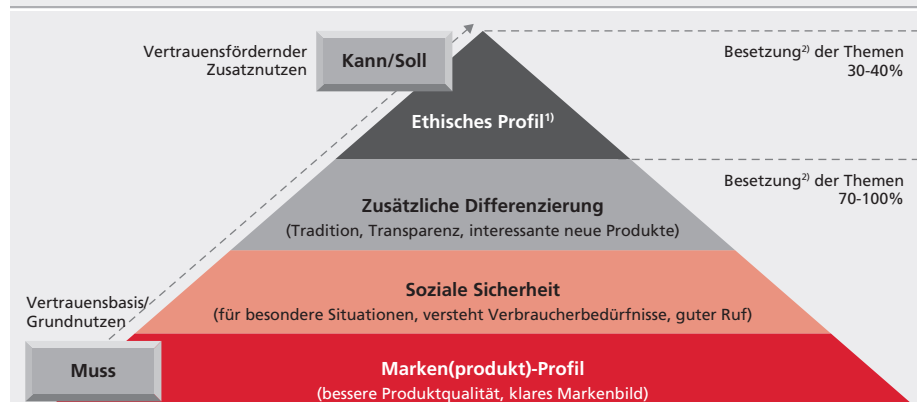 Vertrauensfördernder
Zusatznutzen
Kann/Soll
Besetzung2) der Themen
30-40%
Ethisches Profil1)
Besetzung2) der Themen
70-100%
Zusätzliche Differenzierung
(Tradition, Transparenz, interessante neue Produkte)
Soziale Sicherheit
(für besondere Situationen, versteht Verbraucherbedürfnisse, guter Ruf)
Vertrauensbasis/
Grundnutzen
Muss
Marken(produkt)-Profil
(bessere Produktqualität, klares Markenbild)